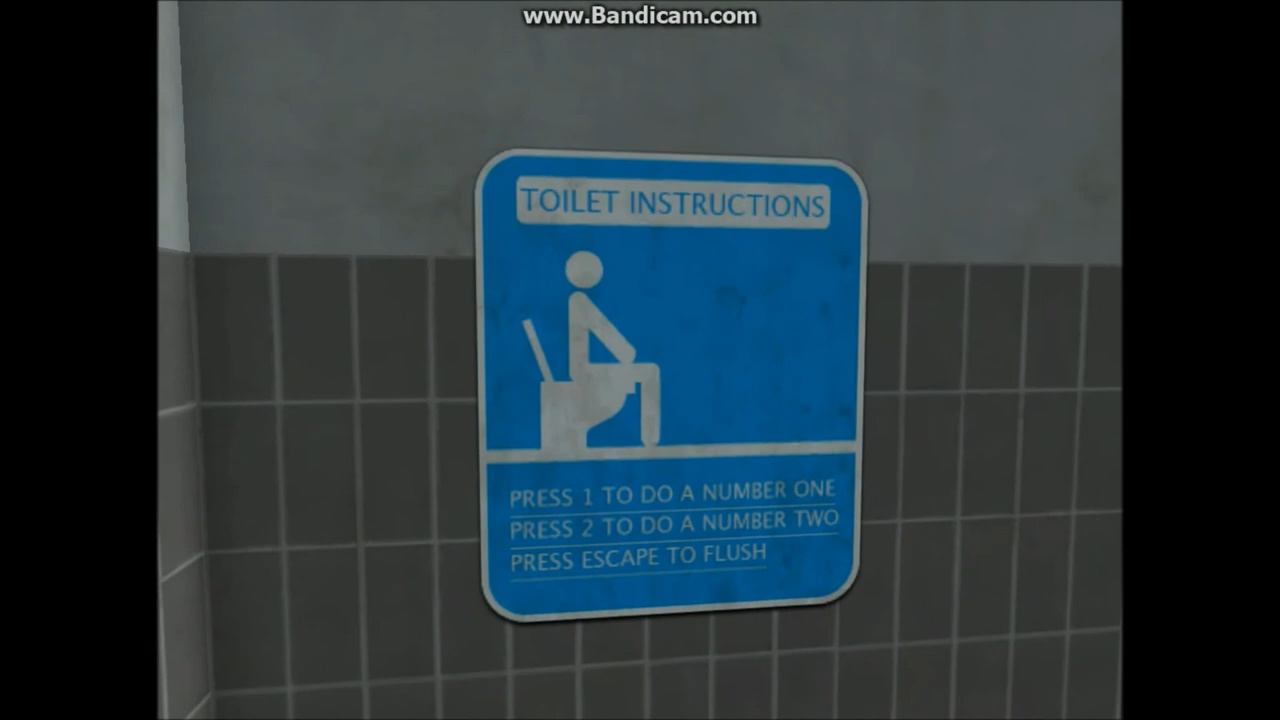 www.Bandicam.com
TOILET INSTRUCTIONS
PRESS 1 TO DO A NUMBER ONE
PRESS 2 TO DO A NUMBER TWO
PRESS ESCAPE TO FLUSH